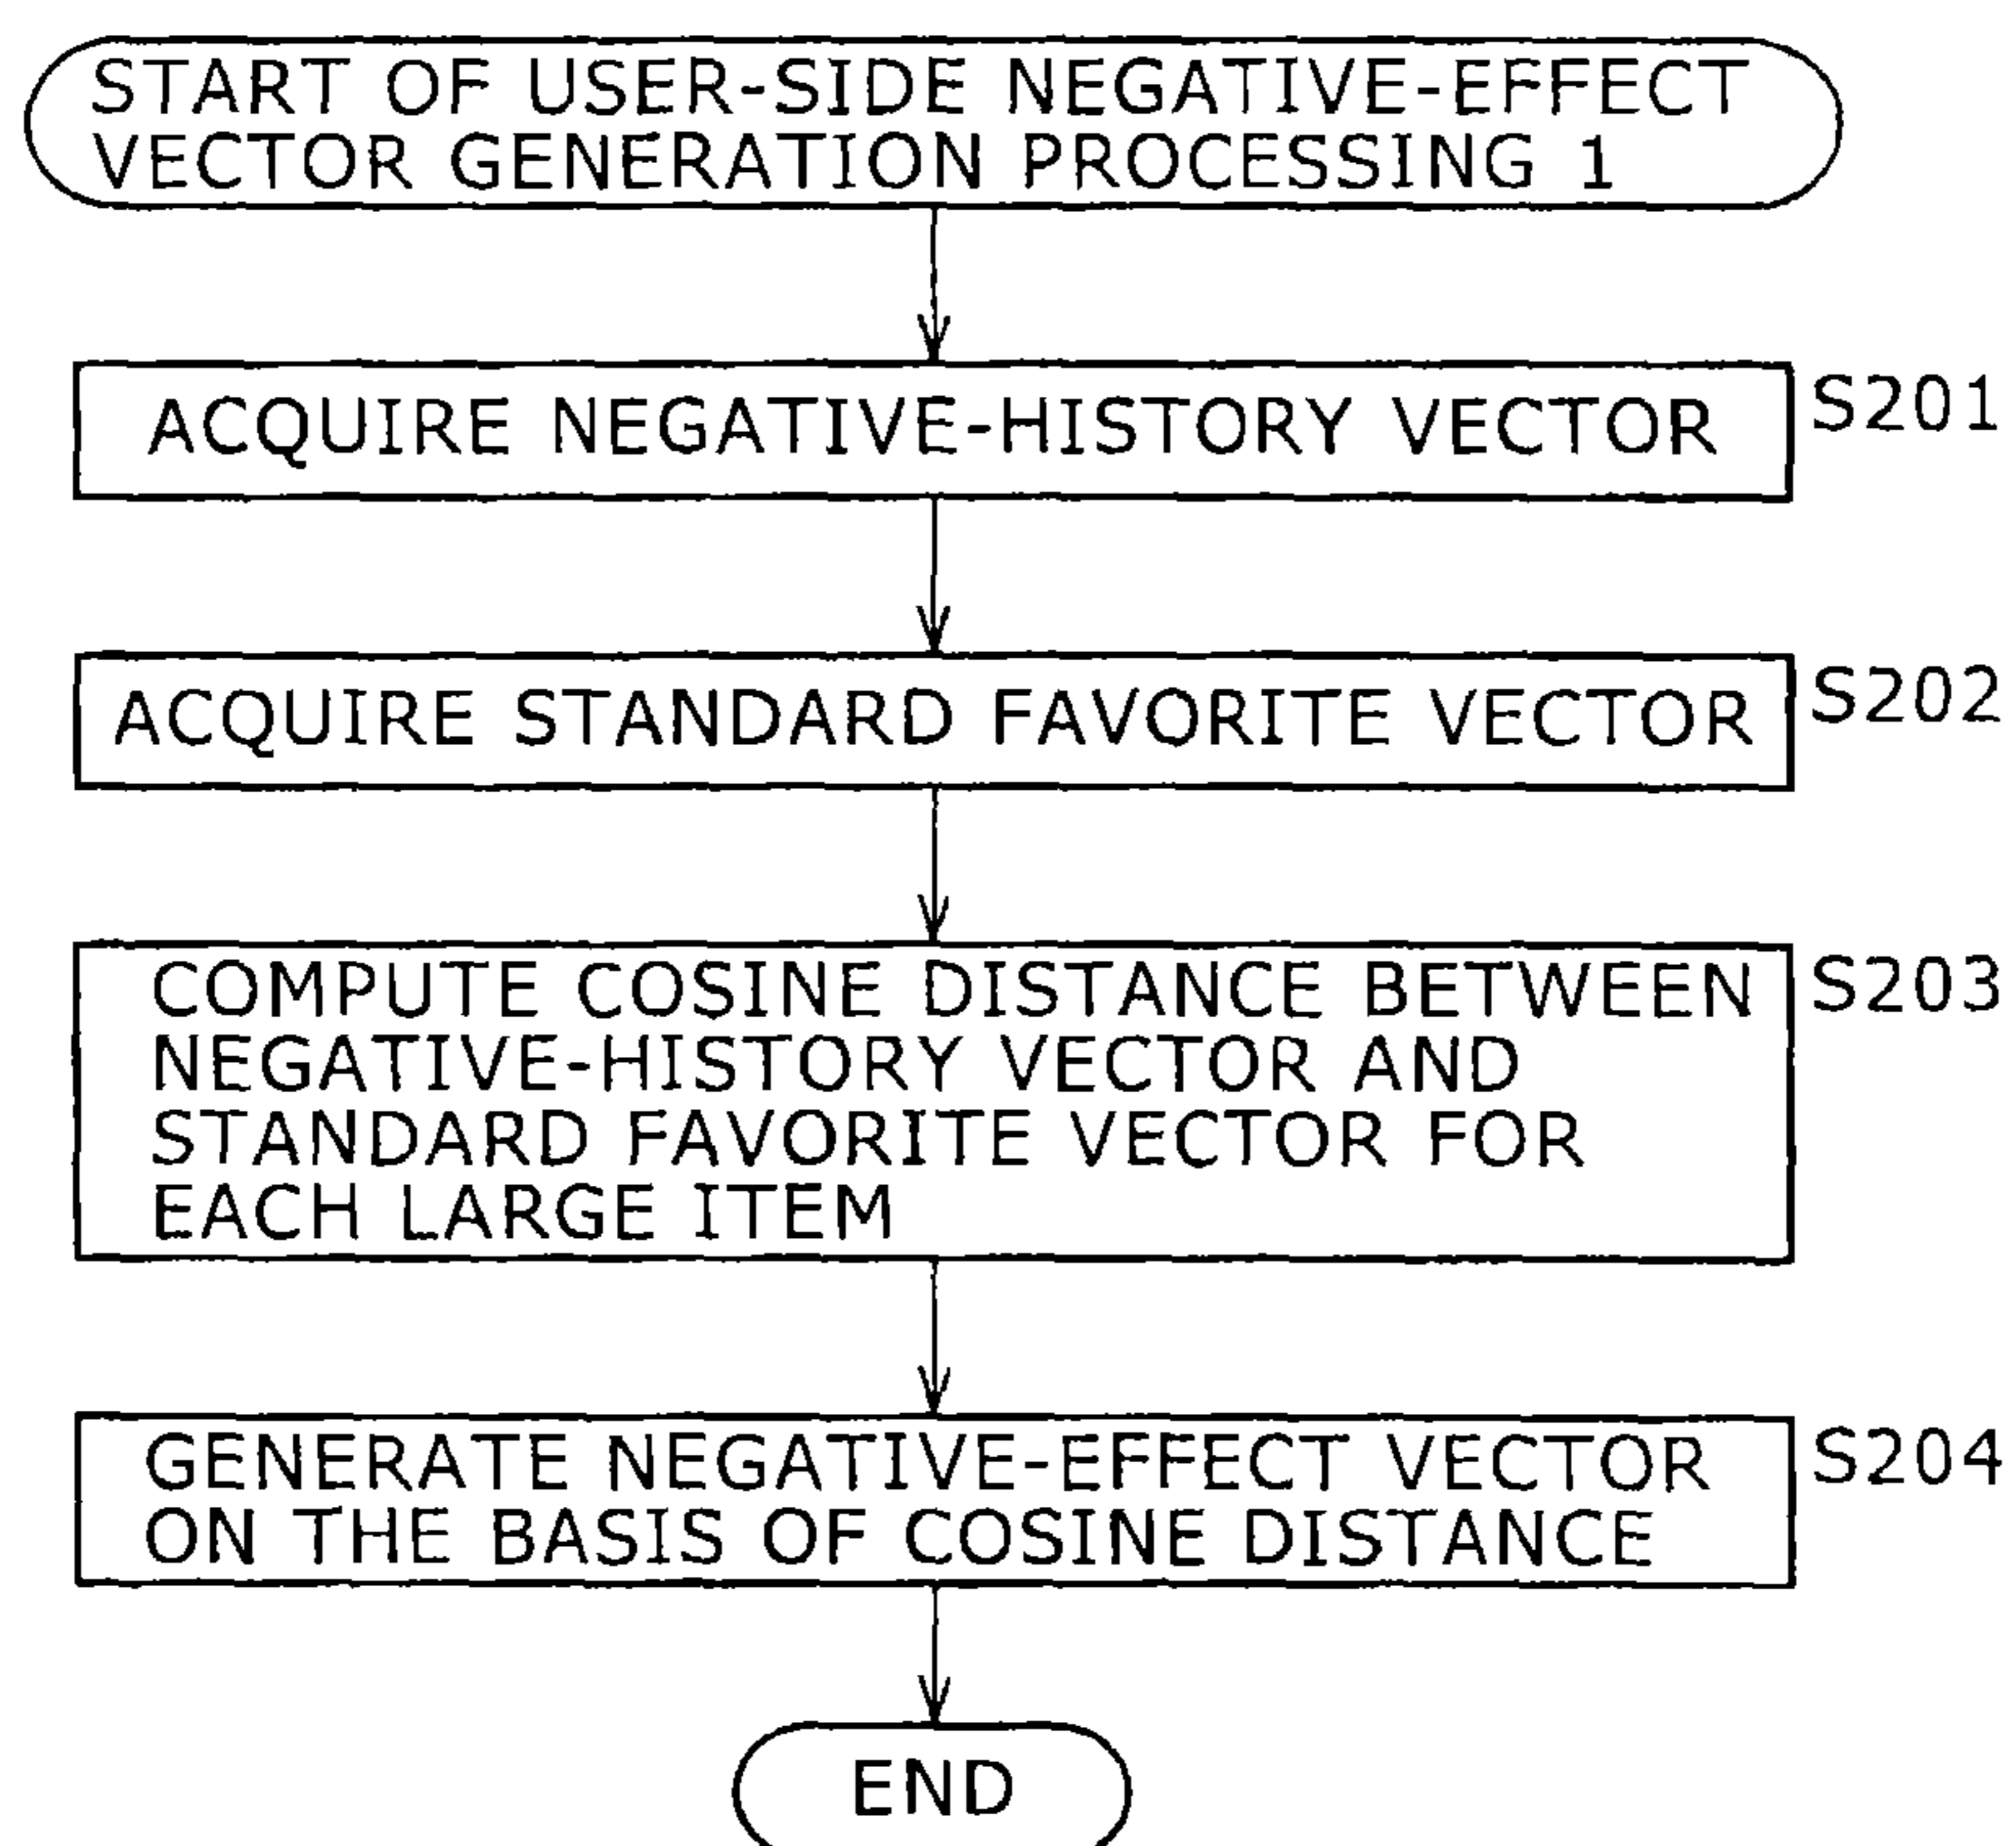 START OF USER-SIDE NEGATIVE-EFFECT
VECTOR GENERATION PROCESSING 1
ACQUIRE NEGATIVE-HISTORY VECTOR
S201
ACQUIRE STANDARD FAVORITE VECTOR
S202
COMPUTE COSINE DISTANCE BETWEEN
NEGATIVE-HISTORY VECTOR AND
STANDARD FAVORITE VECTOR FOR
EACH LARGE ITEM
S203
GENERATE NEGATIVE-EFFECT VECTOR
ON THE BASIS OF COSINE DISTANCE
S204
END